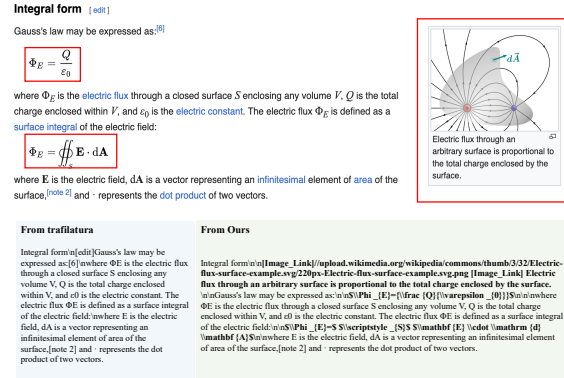 Integral form [ edit ]
Gauss's law may be expressed as:[6]
Φ_E = Q/ε₀
where Φ_E is the electric flux through a closed surface S enclosing any volume V, Q is the total
charge enclosed within V, and ε₀ is the electric constant. The electric flux Φ_E is defined as a
surface integral of the electric field:
Φ_E = ∯_S E · dA
where E is the electric field, dA is a vector representing an infinitesimal element of area of the
surface,[note 2] and · represents the dot product of two vectors.
dA⃗
Electric flux through an
arbitrary surface is proportional to
the total charge enclosed by the
surface.
From trafilatura
Integral form\n[edit]Gauss's law may be
expressed as:[6]\nwhere ΦE is the electric flux
through a closed surface S enclosing any
volume V, Q is the total charge enclosed
within V, and ε0 is the electric constant. The
electric flux ΦE is defined as a surface integral
of the electric field:\nwhere E is the electric
field, dA is a vector representing an
infinitesimal element of area of the
surface,[note 2] and · represents the dot
product of two vectors.
From Ours
Integral form\n\n[Image_Link]//upload.wikimedia.org/wikipedia/commons/thumb/3/32/Electric-
flux-surface-example.svg/220px-Electric-flux-surface-example.svg.png [Image_Link] Electric
flux through an arbitrary surface is proportional to the total charge enclosed by the surface.
\n\nGauss's law may be expressed as:\n\n$\\Phi _{E}={\\frac {Q}{\\varepsilon _{0}}}$\n\n\nwhere
ΦE is the electric flux through a closed surface S enclosing any volume V, Q is the total charge
enclosed within V, and ε0 is the electric constant. The electric flux ΦE is defined as a surface integral
of the electric field:\n\n$\\Phi _{E}=$ $\\scriptstyle _{S}$ $\\mathbf {E} \\cdot \\mathrm {d}
\\mathbf {A}$\n\nwhere E is the electric field, dA is a vector representing an infinitesimal element
of area of the surface,[note 2] and · represents the dot product of two vectors.